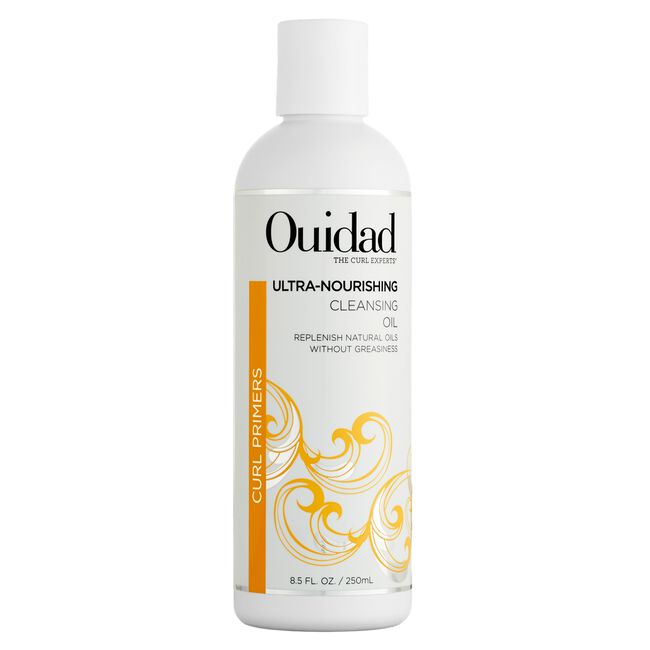 Ouidad
THE CURL EXPERTS®
ULTRA-NOURISHING
CLEANSING
OIL
REPLENISH NATURAL OILS
WITHOUT GREASINESS
CURL PRIMERS
8.5 FL. OZ. / 250mL